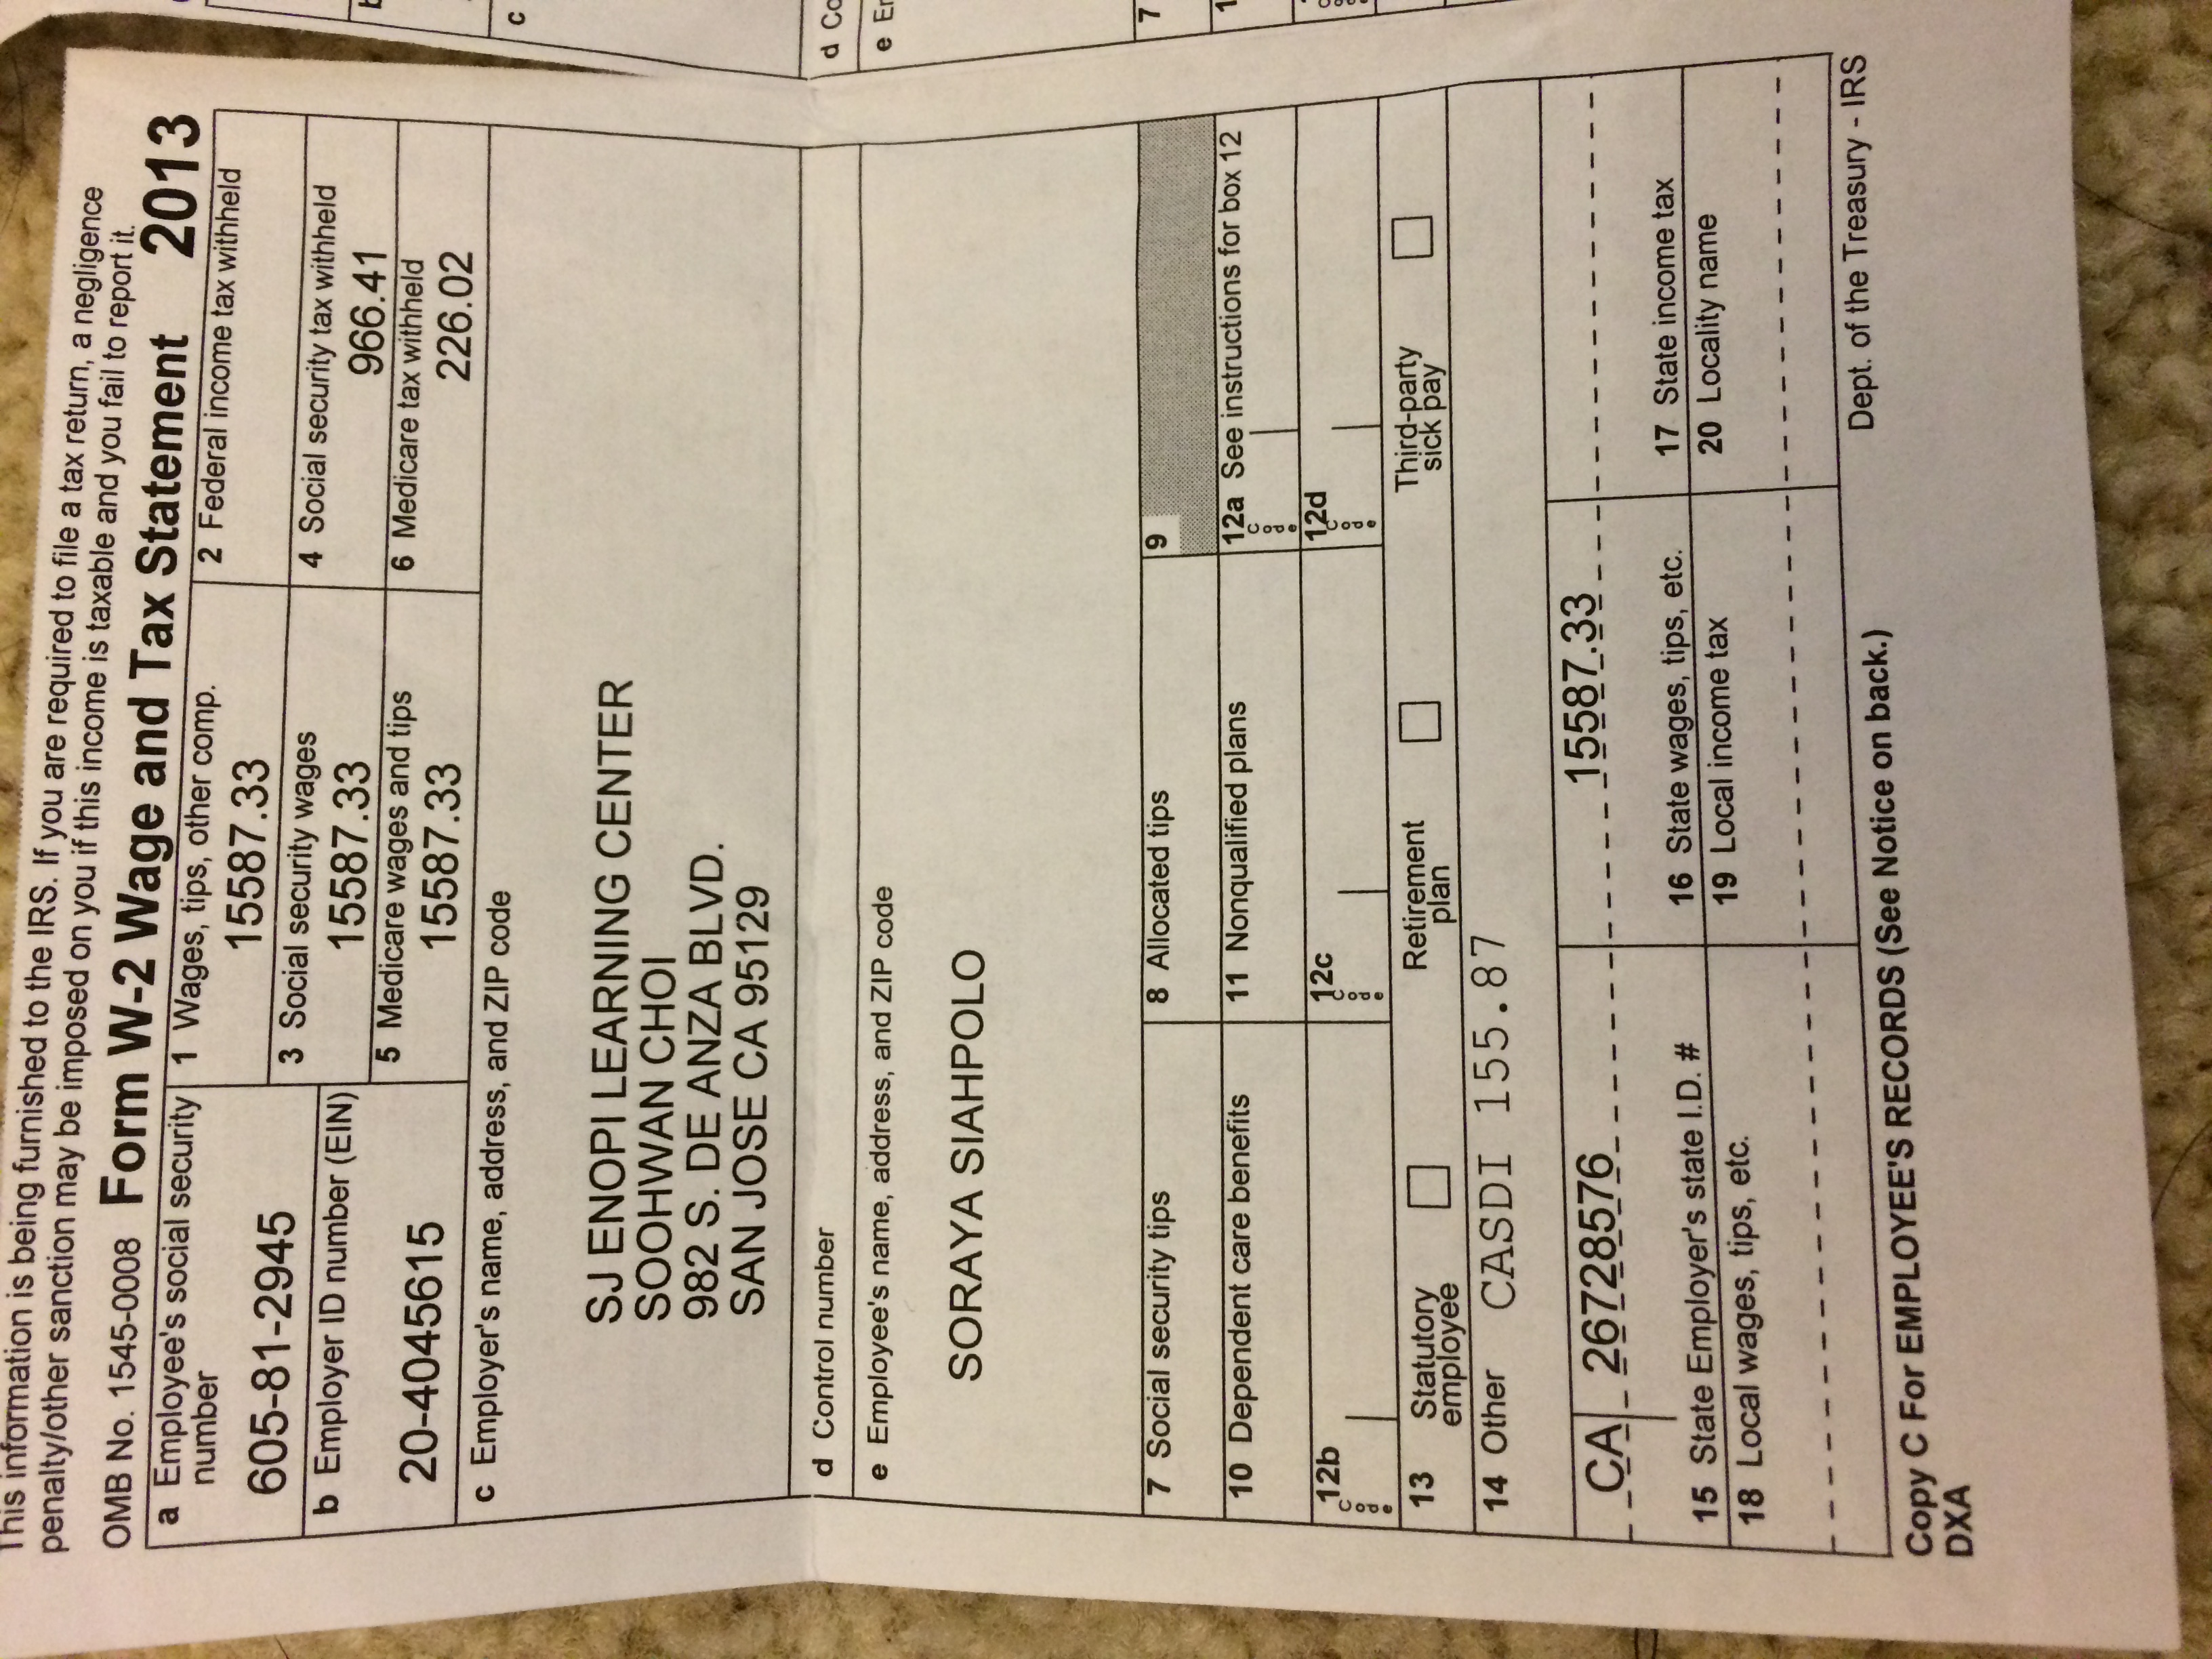 This information is being furnished to the IRS. If you are required to file a tax return, a negligence
penalty/other sanction may be imposed on you if this income is taxable and you fail to report it.
OMB No. 1545-0008 Form W-2 Wage and Tax Statement 2013
a Employee's social security number
605-81-2945
1 Wages, tips, other comp.
15587.33
2 Federal income tax withheld
b Employer ID number (EIN)
20-4045615
3 Social security wages
15587.33
4 Social security tax withheld
966.41
5 Medicare wages and tips
15587.33
6 Medicare tax withheld
226.02
c Employer's name, address, and ZIP code
SJ ENOPI LEARNING CENTER
SOOHWAN CHOI
982 S. DE ANZA BLVD.
SAN JOSE CA 95129
d Control number
e Employee's name, address, and ZIP code
SORAYA SIAHPOLO
7 Social security tips
8 Allocated tips
9
10 Dependent care benefits
11 Nonqualified plans
12a See instructions for box 12
Code
12b
Code
12c
Code
12d
Code
13 Statutory employee
Retirement plan
Third-party sick pay
14 Other CASDI 155.87
CA 26728576
15587.33
15 State Employer's state I.D. #
16 State wages, tips, etc.
17 State income tax
18 Local wages, tips, etc.
19 Local income tax
20 Locality name
Copy C For EMPLOYEE'S RECORDS (See Notice on back.)
Dept. of the Treasury - IRS
DXA
c
d Co
e
7